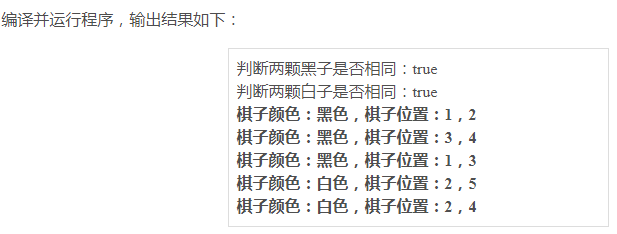 编译并运行程序，输出结果如下：
判断两颗黑子是否相同：true
判断两颗白子是否相同：true
棋子颜色：黑色，棋子位置：1，2
棋子颜色：黑色，棋子位置：3，4
棋子颜色：黑色，棋子位置：1，3
棋子颜色：白色，棋子位置：2，5
棋子颜色：白色，棋子位置：2，4